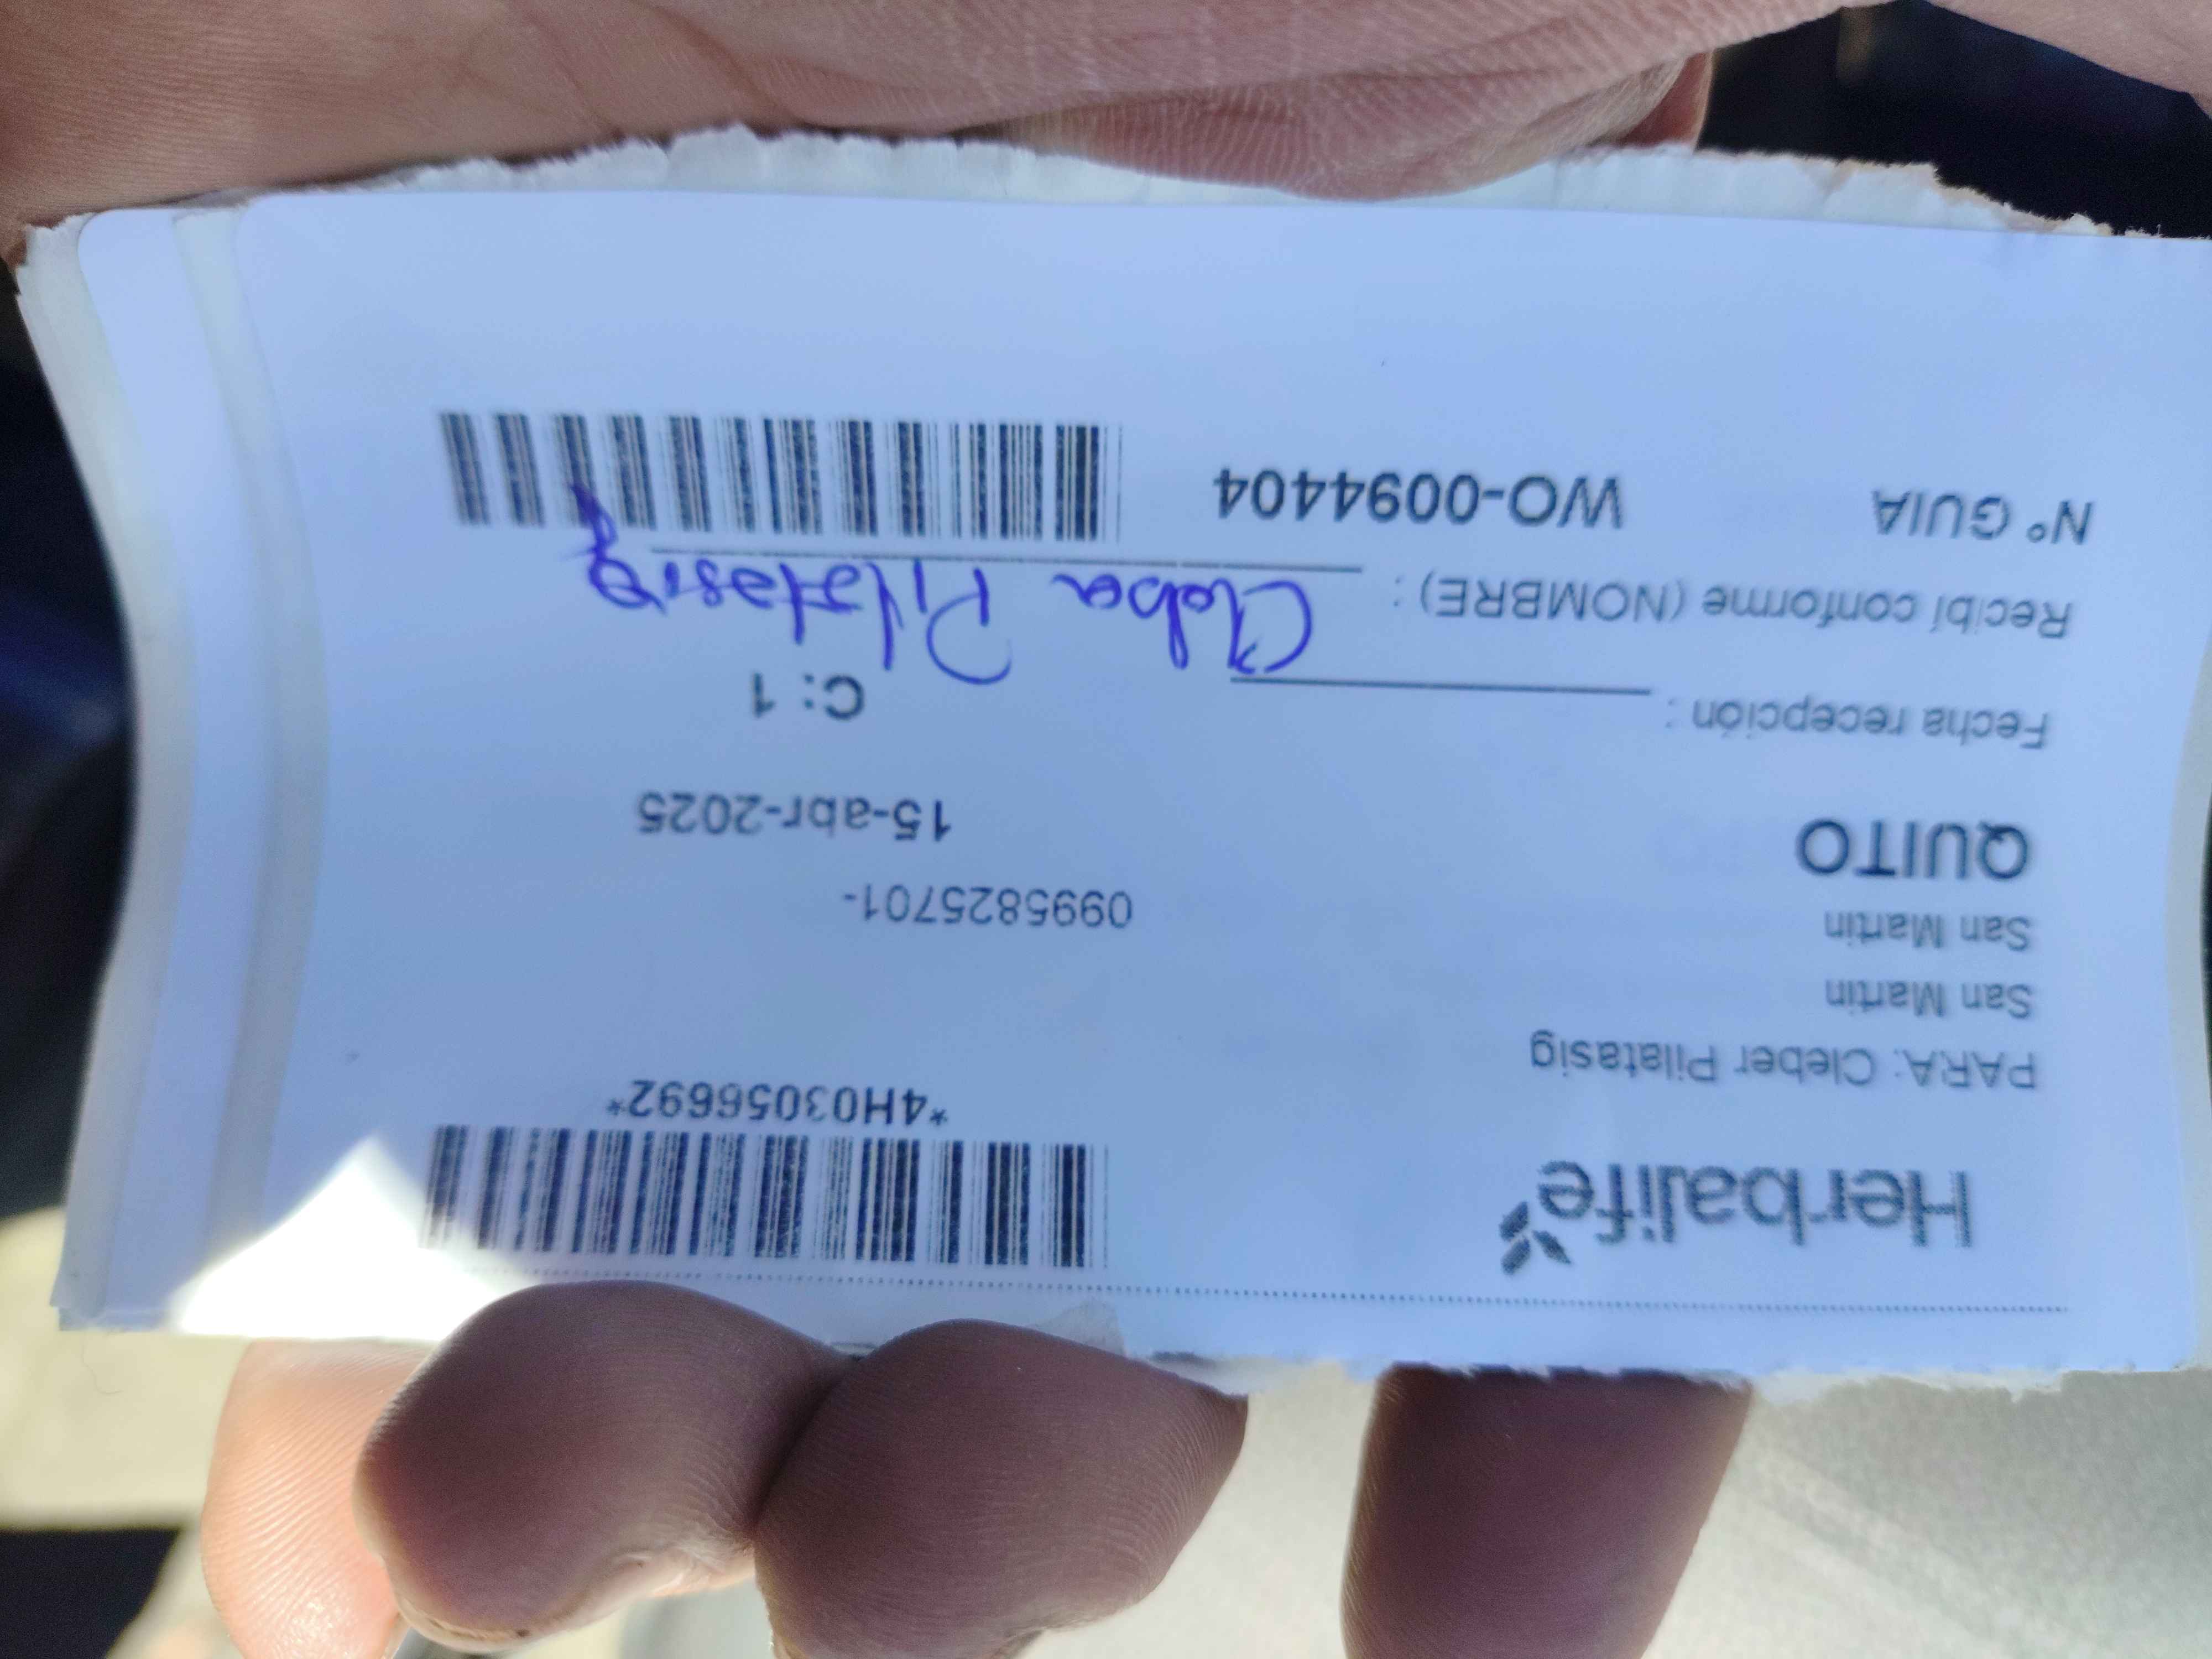 Herbalife
*4H03056692*
PARA: Cleber Pilatasig
San Martin
San Martin
0995825701-
QUITO
15-abr-2025
Fecha recepción :
C: 1
Recibí conforme (NOMBRE) : Cleber Pilatasig
N° GUIA WO-0094404